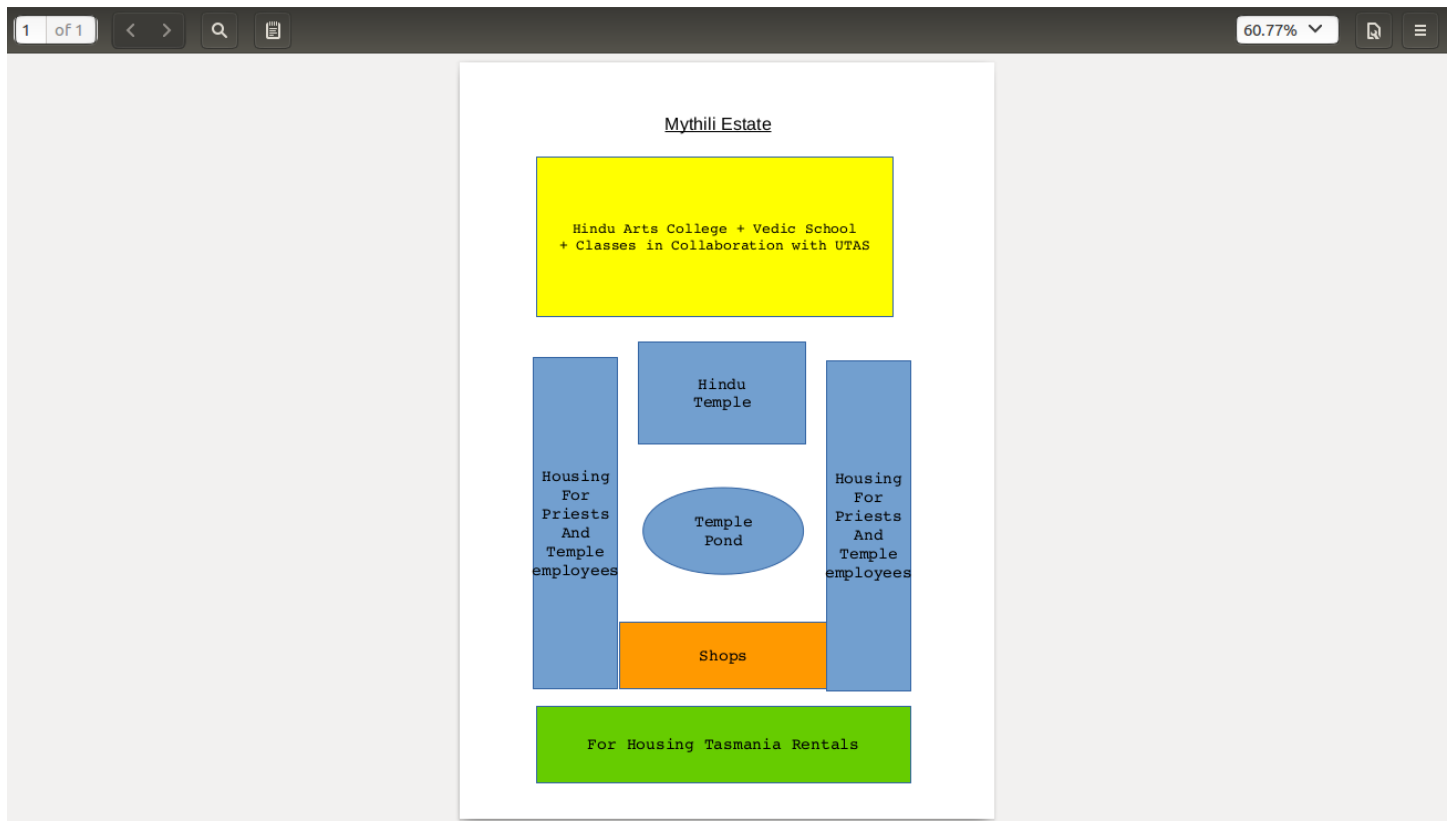 1 of 1
60.77%
Mythili Estate
Hindu Arts College + Vedic School
+ Classes in Collaboration with UTAS
Hindu
Temple
Housing
For
Priests
And
Temple
employees
Temple
Pond
Housing
For
Priests
And
Temple
employees
Shops
For Housing Tasmania Rentals